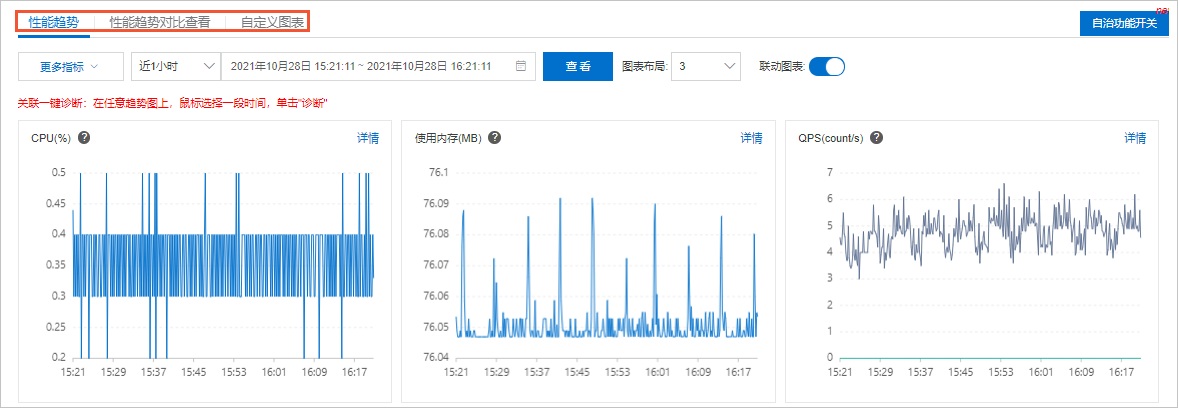 性能趋势 性能趋势对比查看 自定义图表
自治功能开关
更多指标 近1小时 2021年10月28日 15:21:11 ~ 2021年10月28日 16:21:11 查看 图表布局: 3 联动图表:
关联一键诊断：在任意趋势图上，鼠标选择一段时间，单击"诊断"
CPU(%) ? 详情
0.5
0.45
0.4
0.35
0.3
0.25
0.2
15:21 15:29 15:37 15:45 15:53 16:01 16:09 16:17
使用内存(MB) ? 详情
76.1
76.09
76.08
76.07
76.06
76.05
76.04
15:21 15:29 15:37 15:45 15:53 16:01 16:09 16:17
QPS(count/s) ? 详情
7
6
5
4
3
2
1
0
15:21 15:29 15:37 15:45 15:53 16:01 16:09 16:17